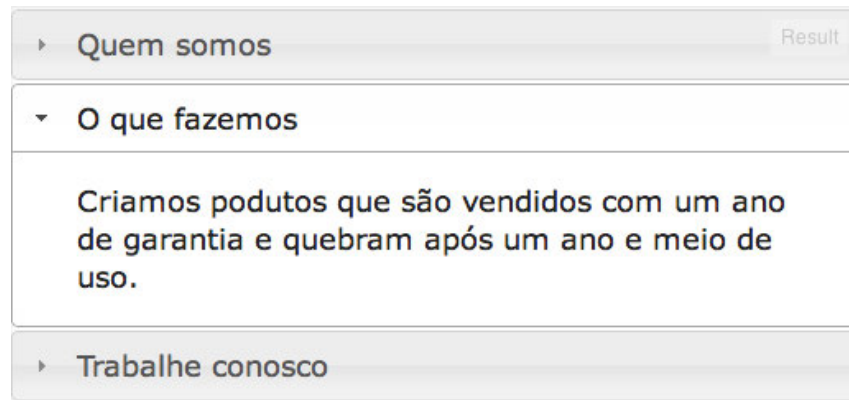 Quem somos
Result
O que fazemos
Criamos podutos que são vendidos com um ano
de garantia e quebram após um ano e meio de
uso.
Trabalhe conosco